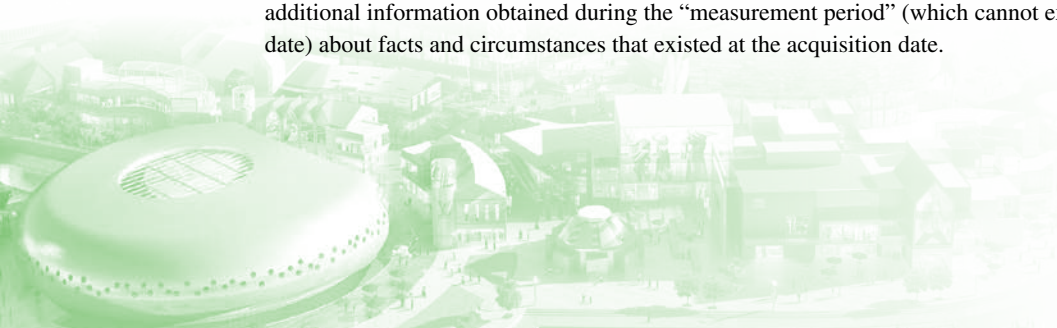 additional information obtained during the “measurement period” (which cannot e
date) about facts and circumstances that existed at the acquisition date.